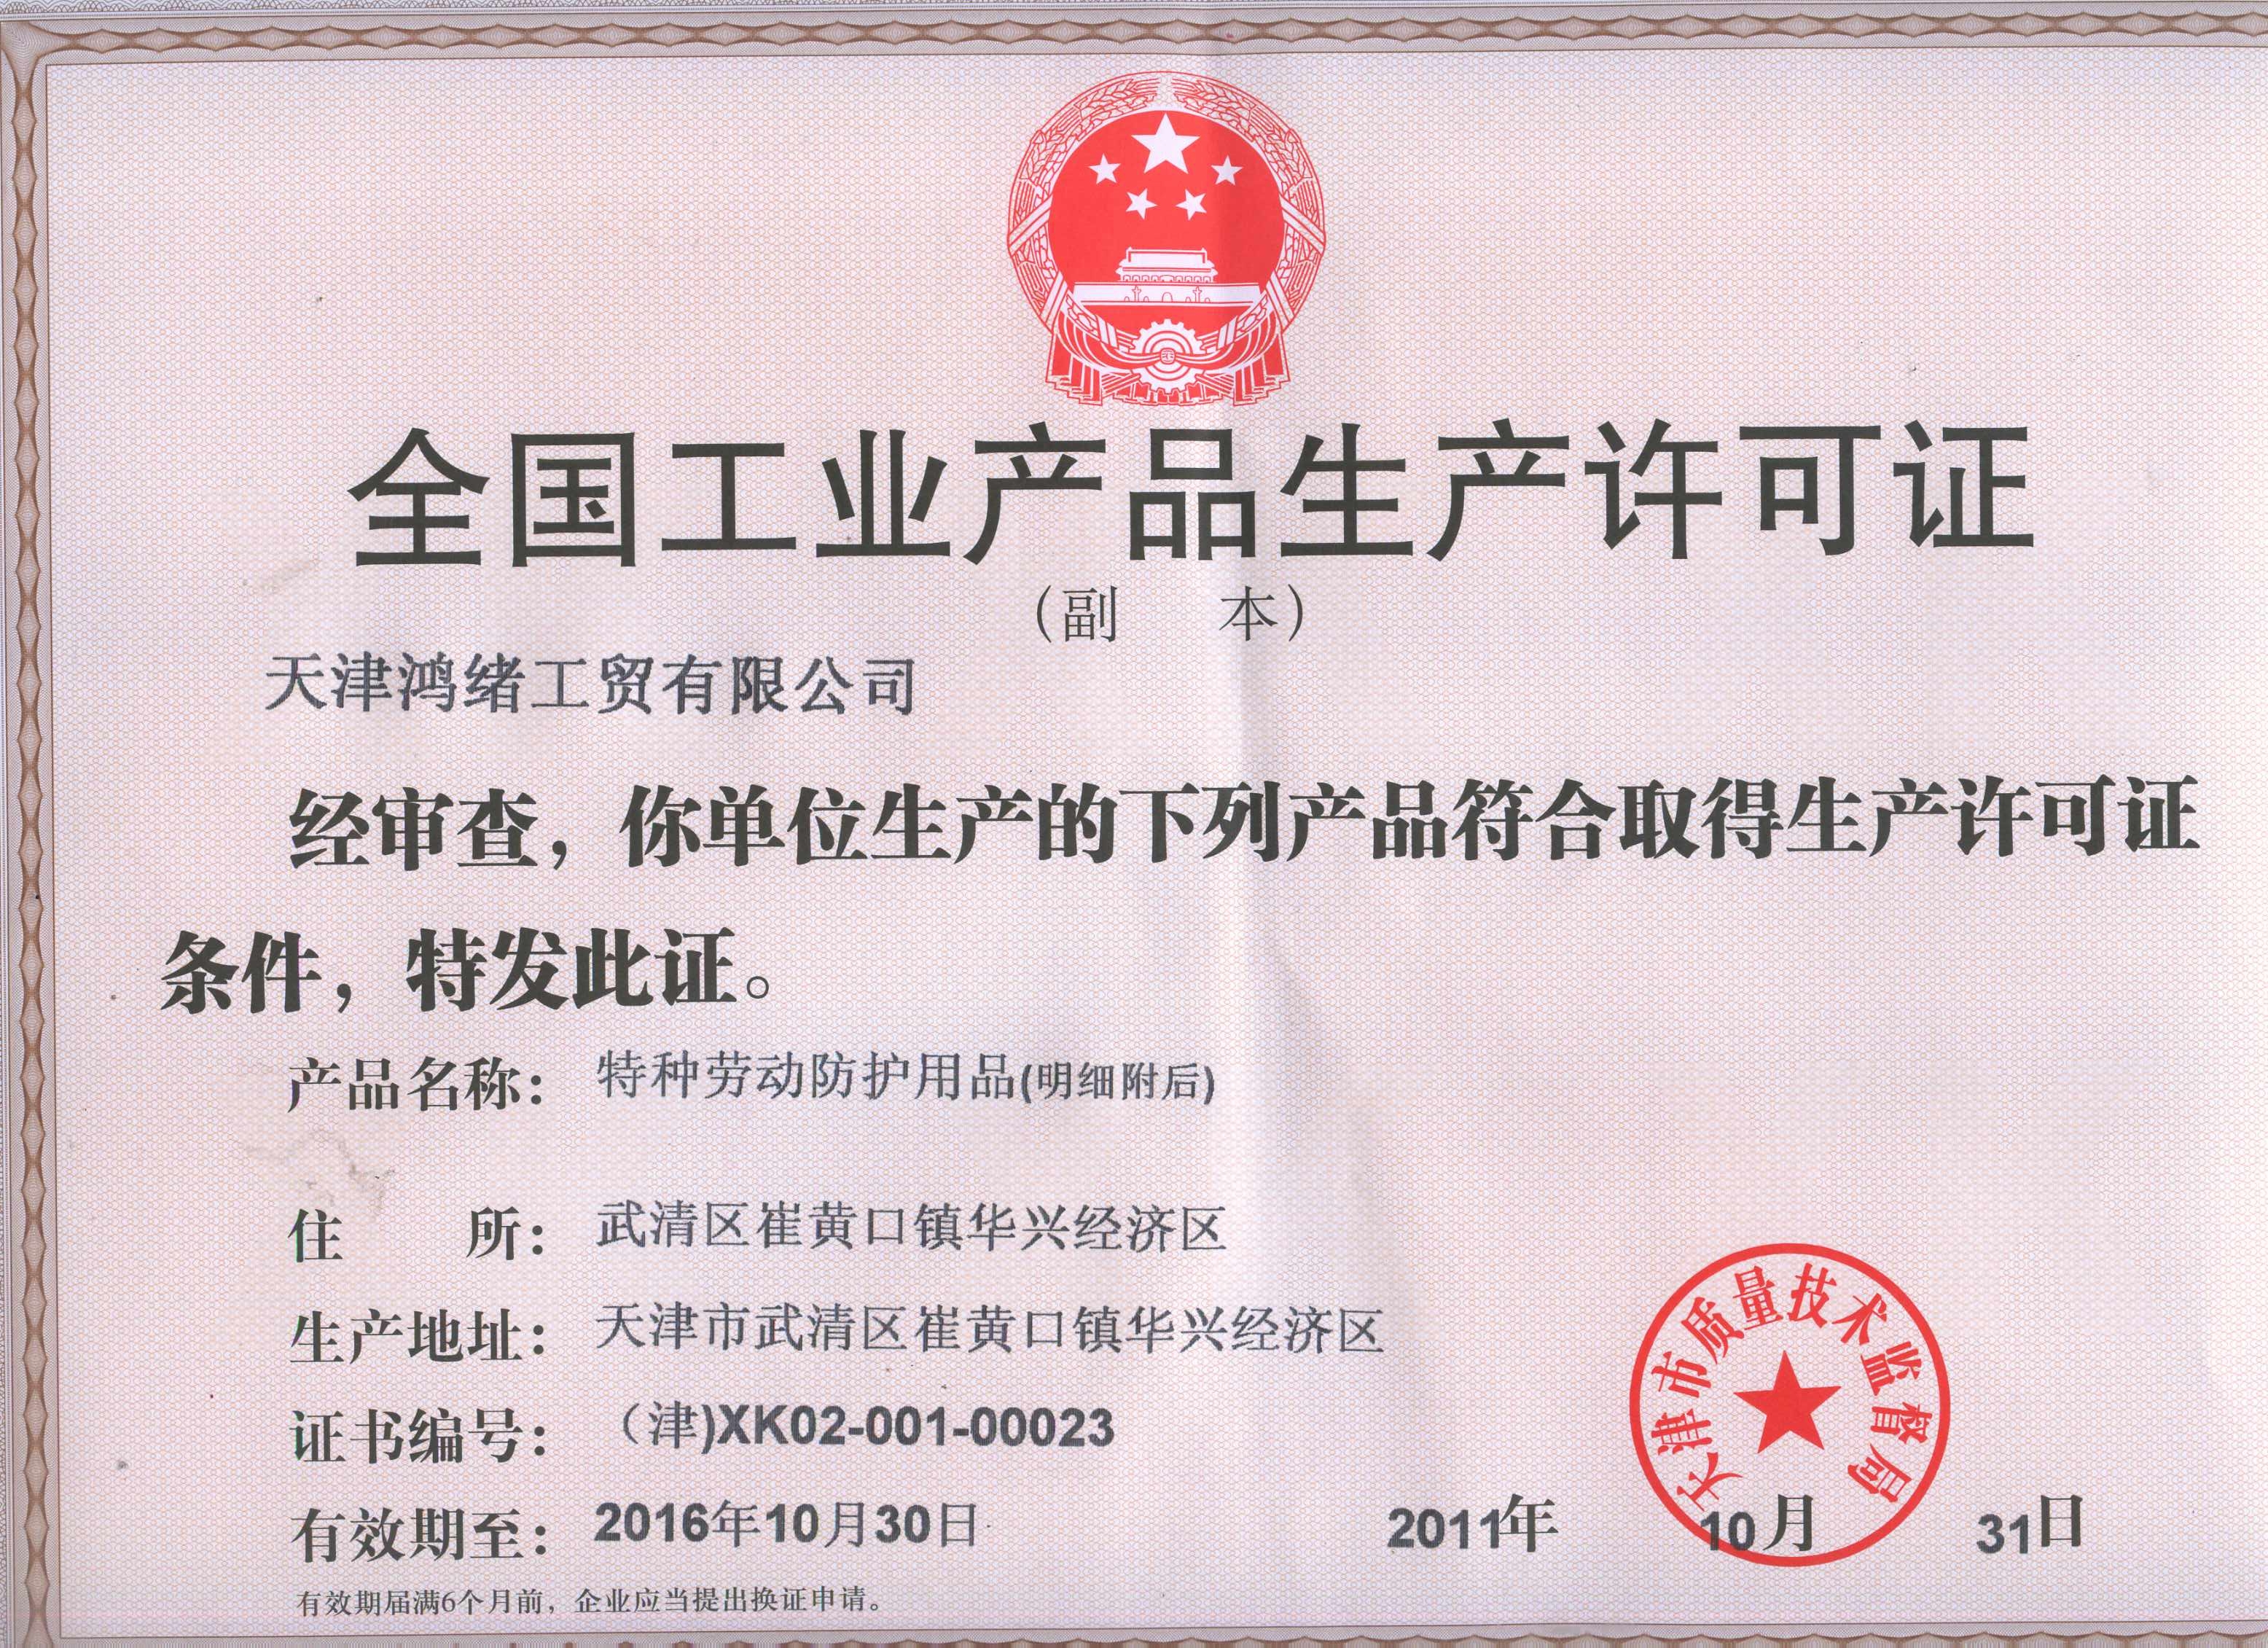 全国工业产品生产许可证
（副 本）
天津鸿绪工贸有限公司
经审查，你单位生产的下列产品符合取得生产许可证
条件，特发此证。
产品名称： 特种劳动防护用品(明细附后)
住 所： 武清区崔黄口镇华兴经济区
生产地址： 天津市武清区崔黄口镇华兴经济区
证书编号： （津)XK02-001-00023
有效期至： 2016年10月30日
天津市质量技术监督局
2011年 10月 31日
有效期届满6个月前，企业应当提出换证申请。